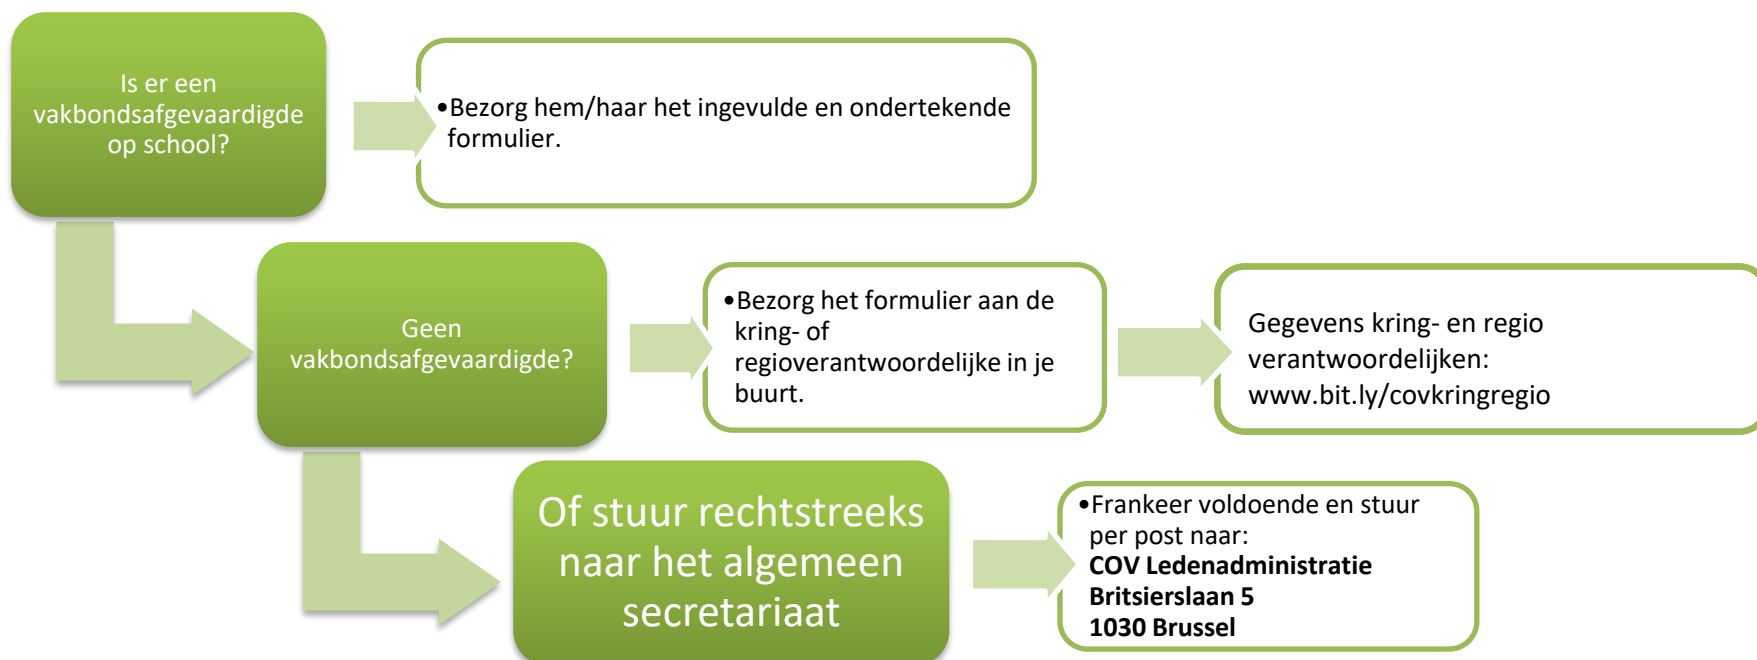 Is er een
vakbondsafgevaardigde
op school?
•Bezorg hem/haar het ingevulde en ondertekende
formulier.
Geen
vakbondsafgevaardigde?
•Bezorg het formulier aan de
kring- of
regioverantwoordelijke in je
buurt.
Gegevens kring- en regio
verantwoordelijken:
www.bit.ly/covkringregio
Of stuur rechtstreeks
naar het algemeen
secretariaat
•Frankeer voldoende en stuur
per post naar:
COV Ledenadministratie
Britsierslaan 5
1030 Brussel